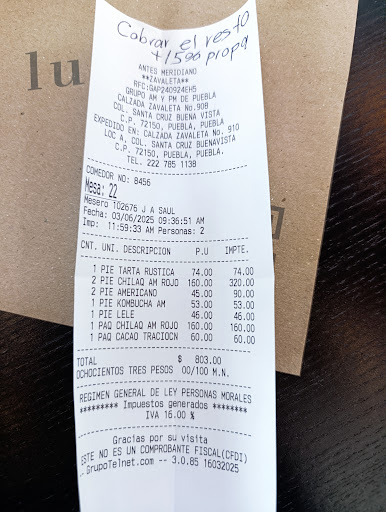 Cobrar el resto
+15% propa
lu
ANTES MERIDIANO
**ZAVALETA**
RFC:GAP240924EH5
GRUPO AM Y PM DE PUEBLA
CALZADA ZAVALETA No.908
COL. SANTA CRUZ BUENA VISTA
C.P. 72150, PUEBLA, PUEBLA
EXPEDIDO EN: CALZADA ZAVALETA No. 910
LOC A, COL. SANTA CRUZ BUENAVISTA
C.P. 72150, PUEBLA, PUEBLA.
TEL. 222 785 1138
COMEDOR NO: 8456
Mesa: 22
Mesero 102676 J A SAUL
Fecha: 03/06/2025 09:36:51 AM
Imp: 11:59:33 AM Personas: 2
CNT. UNI. DESCRIPCION P.U IMPTE.
1 PIE TARTA RUSTICA 74.00 74.00
2 PIE CHILAQ AM ROJO 160.00 320.00
2 PIE AMERICANO 45.00 90.00
1 PIE KOMBUCHA AM 53.00 53.00
1 PIE LELE 46.00 46.00
1 PAQ CHILAQ AM ROJO 160.00 160.00
1 PAQ CACAO TRACIOCN 60.00 60.00
TOTAL $ 803.00
OCHOCIENTOS TRES PESOS 00/100 M.N.
REGIMEN GENERAL DE LEY PERSONAS MORALES
********* Impuestos generados ********
IVA 16.00 %
Gracias por su visita
ESTE NO ES UN COMPROBANTE FISCAL(CFDI)
-- GrupoTelnet.com -- 3.0.85 16032025